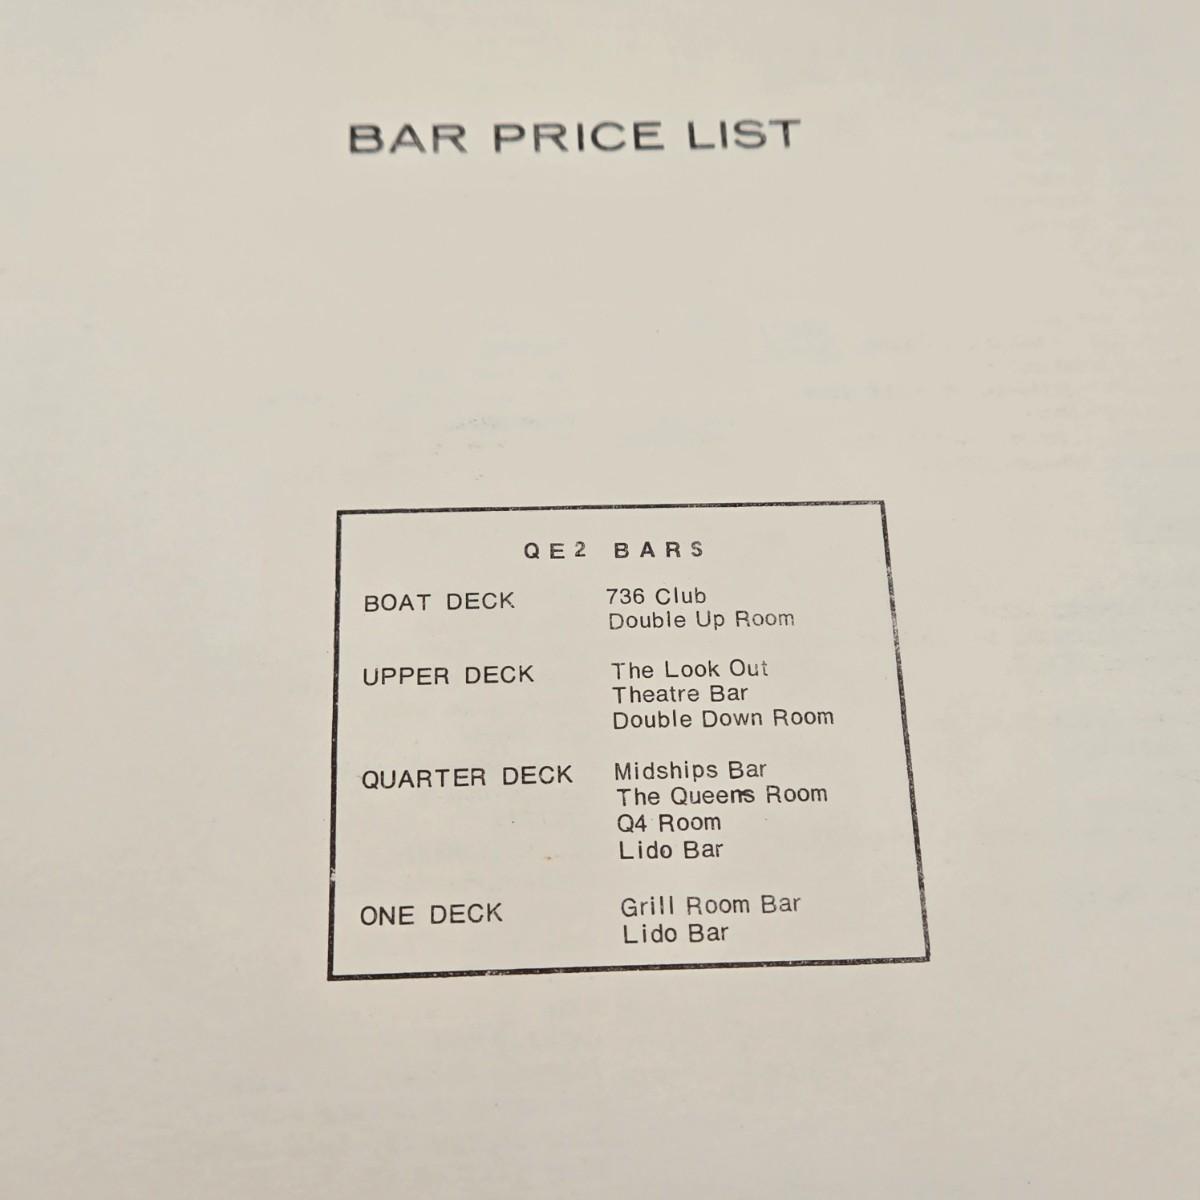 BAR PRICE LIST
QE2 BARS
BOAT DECK 736 Club
Double Up Room
UPPER DECK The Look Out
Theatre Bar
Double Down Room
QUARTER DECK Midships Bar
The Queens Room
Q4 Room
Lido Bar
ONE DECK Grill Room Bar
Lido Bar